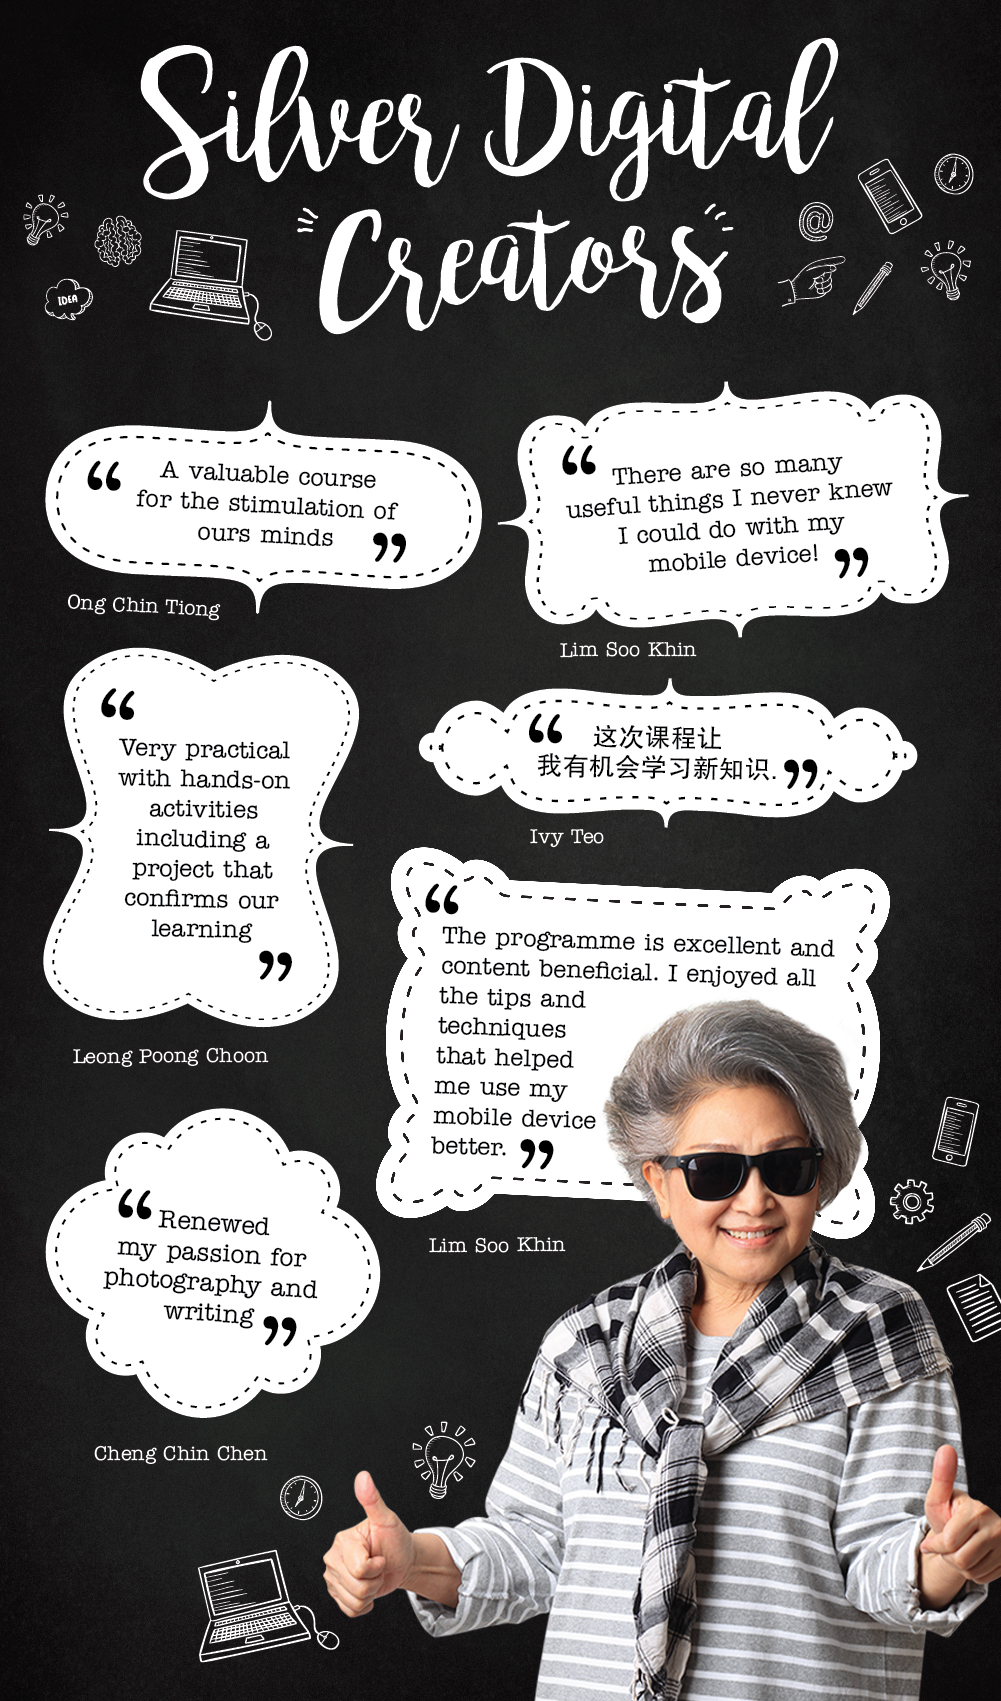 Silver Digital
Creators
IDEA
@
“ A valuable course
for the stimulation of
ours minds ”
Ong Chin Tiong
“ There are so many
useful things I never knew
I could do with my
mobile device! ”
Lim Soo Khin
“
Very practical
with hands-on
activities
including a
project that
confirms our
learning
”
Leong Poong Choon
“ 这次课程让
我有机会学习新知识. ”
Ivy Teo
“
The programme is excellent and
content beneficial. I enjoyed all
the tips and
techniques
that helped
me use my
mobile device
better. ”
Lim Soo Khin
“ Renewed
my passion for
photography and
writing ”
Cheng Chin Chen